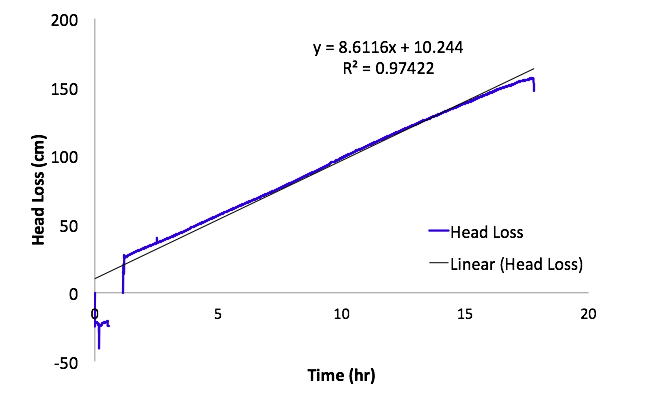 200
y = 8.6116x + 10.244
R² = 0.97422
150
Head Loss (cm)
100
50
Head Loss
Linear (Head Loss)
0
0 5 10 15 20
-50
Time (hr)